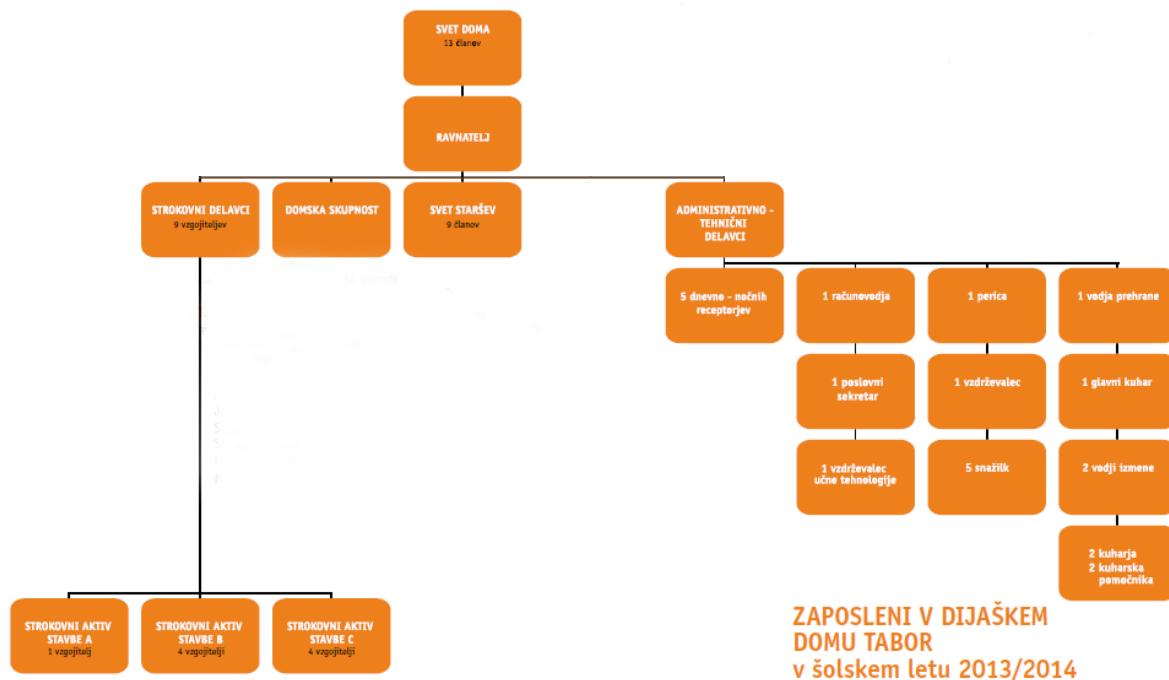 SVET DOMA
13 članov
RAVNATELJ
STROKOVNI DELAVCI
9 vzgojiteljev
DOMSKA SKUPNOST
SVET STARŠEV
9 članov
ADMINISTRATIVNO -
TEHNIČNI
DELAVCI
5 dnevno - nočnih
receptorjev
1 računovodja
1 perica
1 vodja prehrane
1 poslovni
sekretar
1 vzdrževalec
1 glavni kuhar
1 vzdrževalec
učne tehnologije
5 snažilk
2 vodji izmene
2 kuharja
2 kuharska
pomočnika
STROKOVNI AKTIV
STAVBE A
1 vzgojitelj
STROKOVNI AKTIV
STAVBE B
4 vzgojitelji
STROKOVNI AKTIV
STAVBE C
4 vzgojitelji
ZAPOSLENI V DIJAŠKEM
DOMU TABOR
v šolskem letu 2013/2014